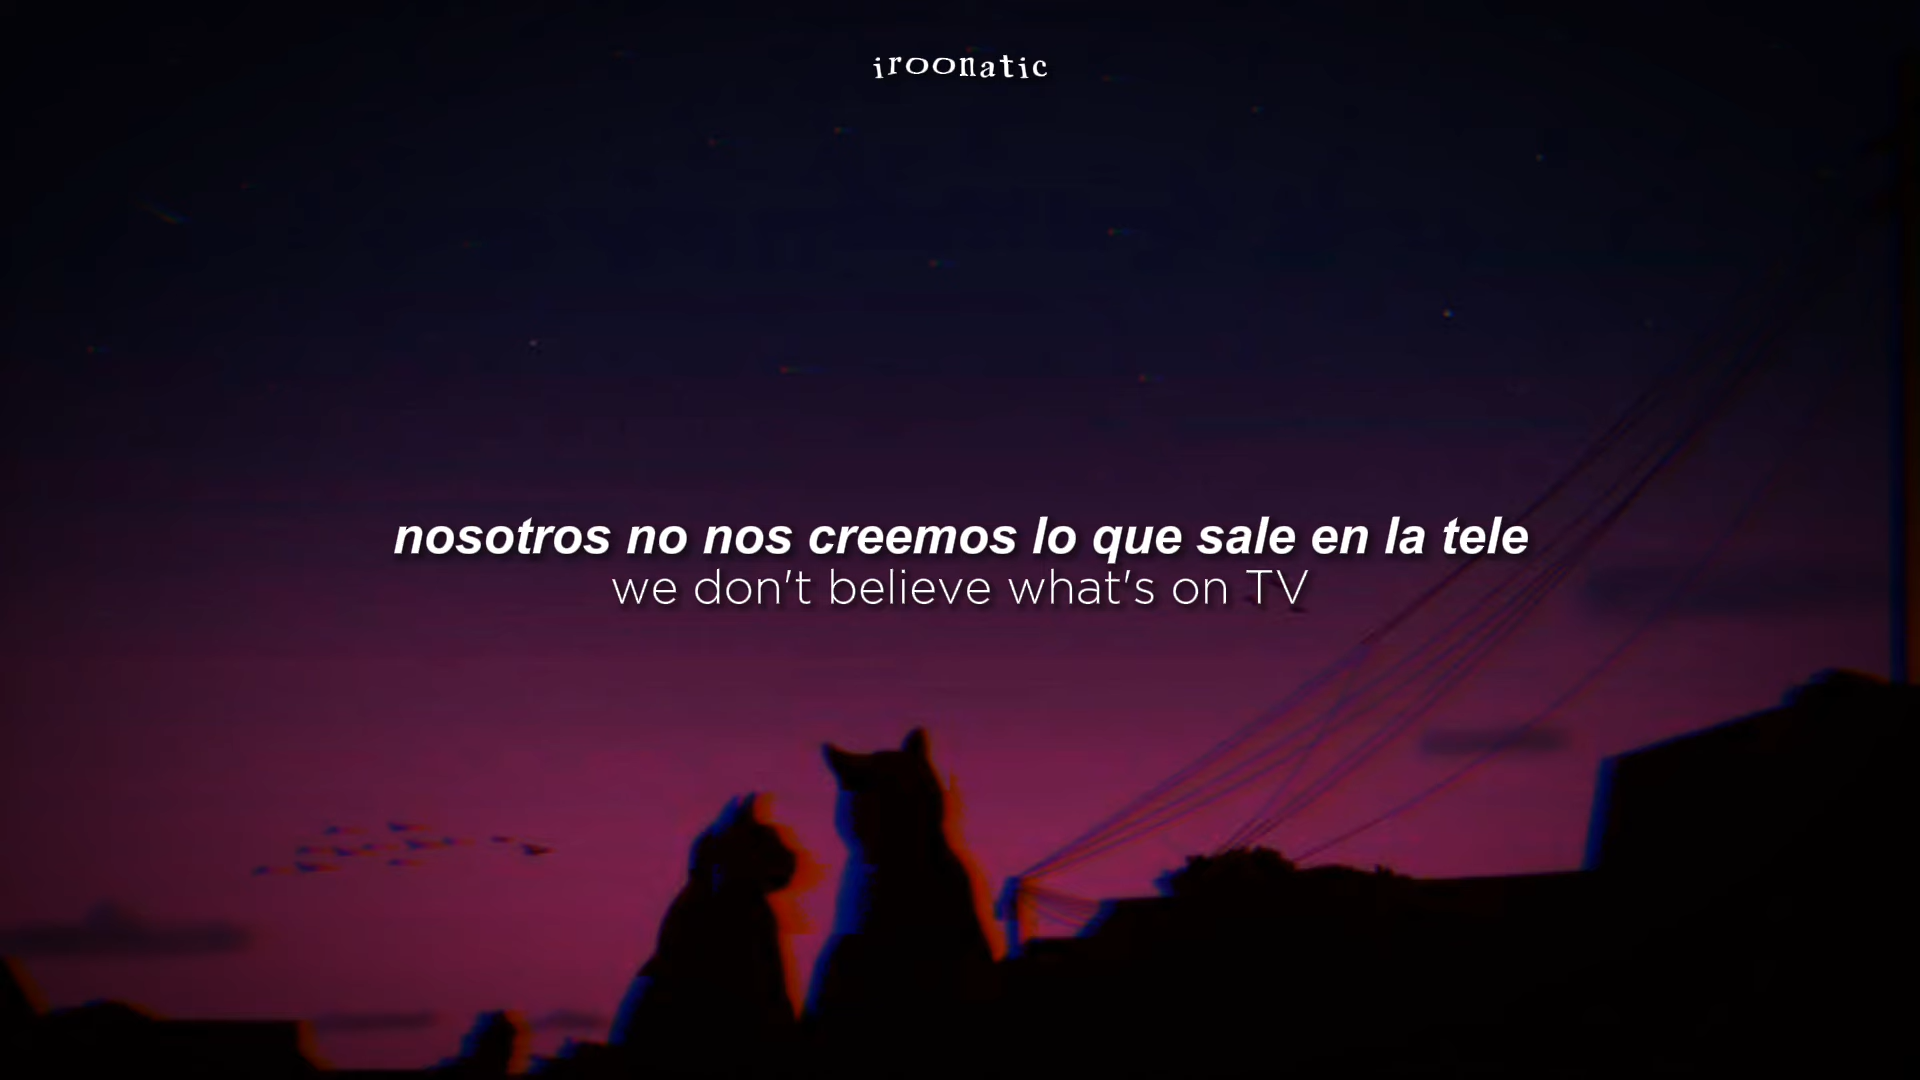 iroonatic
nosotros no nos creemos lo que sale en la tele
we don't believe what's on TV